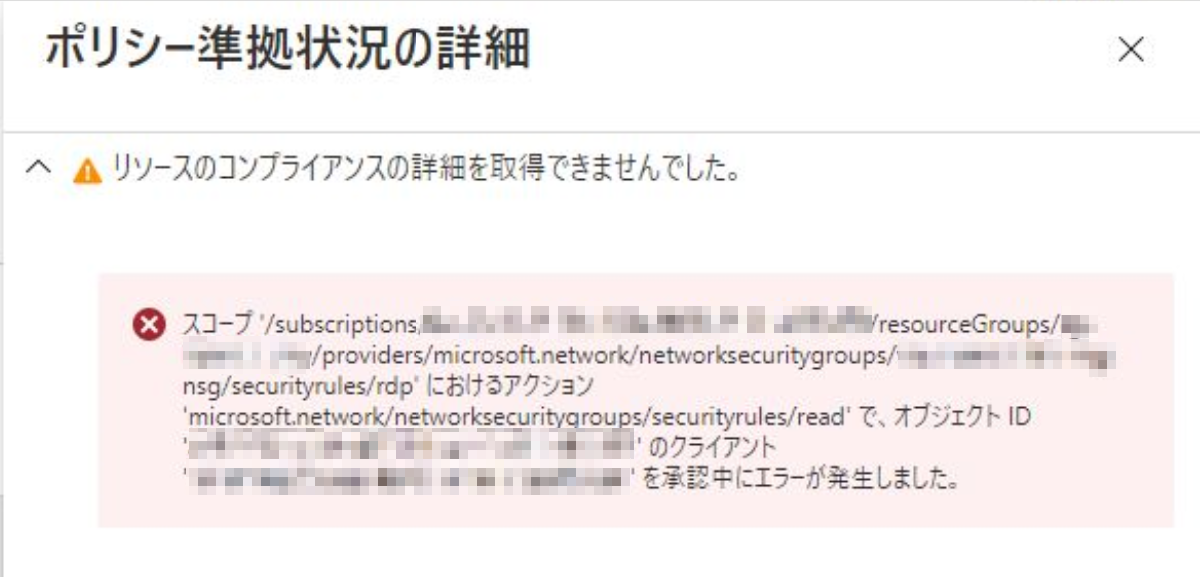 ポリシー準拠状況の詳細
リソースのコンプライアンスの詳細を取得できませんでした。
スコープ '/subscriptions/ /resourceGroups/
/providers/microsoft.network/networksecuritygroups/
nsg/securityrules/rdp' におけるアクション
'microsoft.network/networksecuritygroups/securityrules/read' で、オブジェクト ID
' ' のクライアント
' ' を承認中にエラーが発生しました。